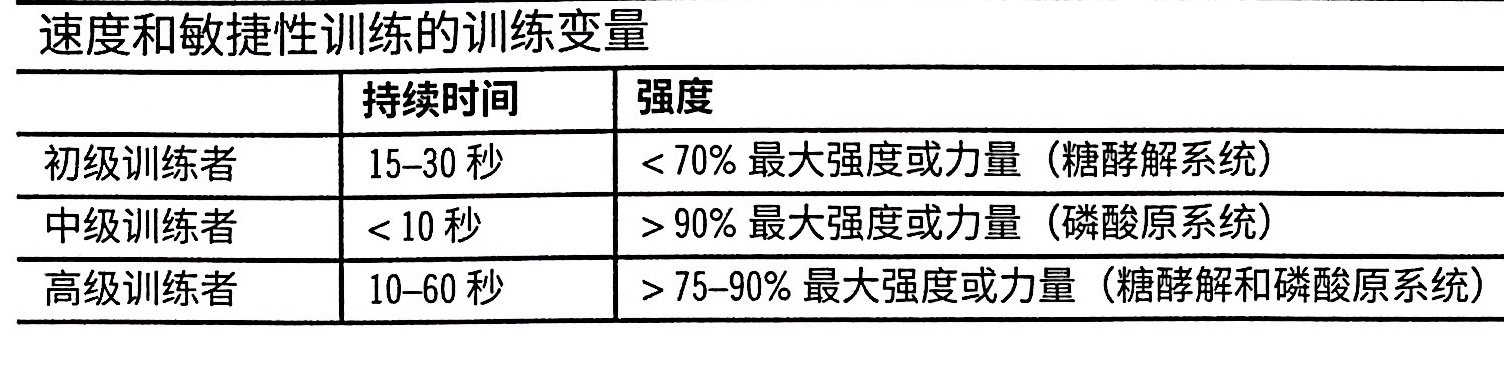 速度和敏捷性训练的训练变量
持续时间 强度
初级训练者 15–30 秒 < 70% 最大强度或力量（糖酵解系统）
中级训练者 < 10 秒 > 90% 最大强度或力量（磷酸原系统）
高级训练者 10–60 秒 > 75–90% 最大强度或力量（糖酵解和磷酸原系统）